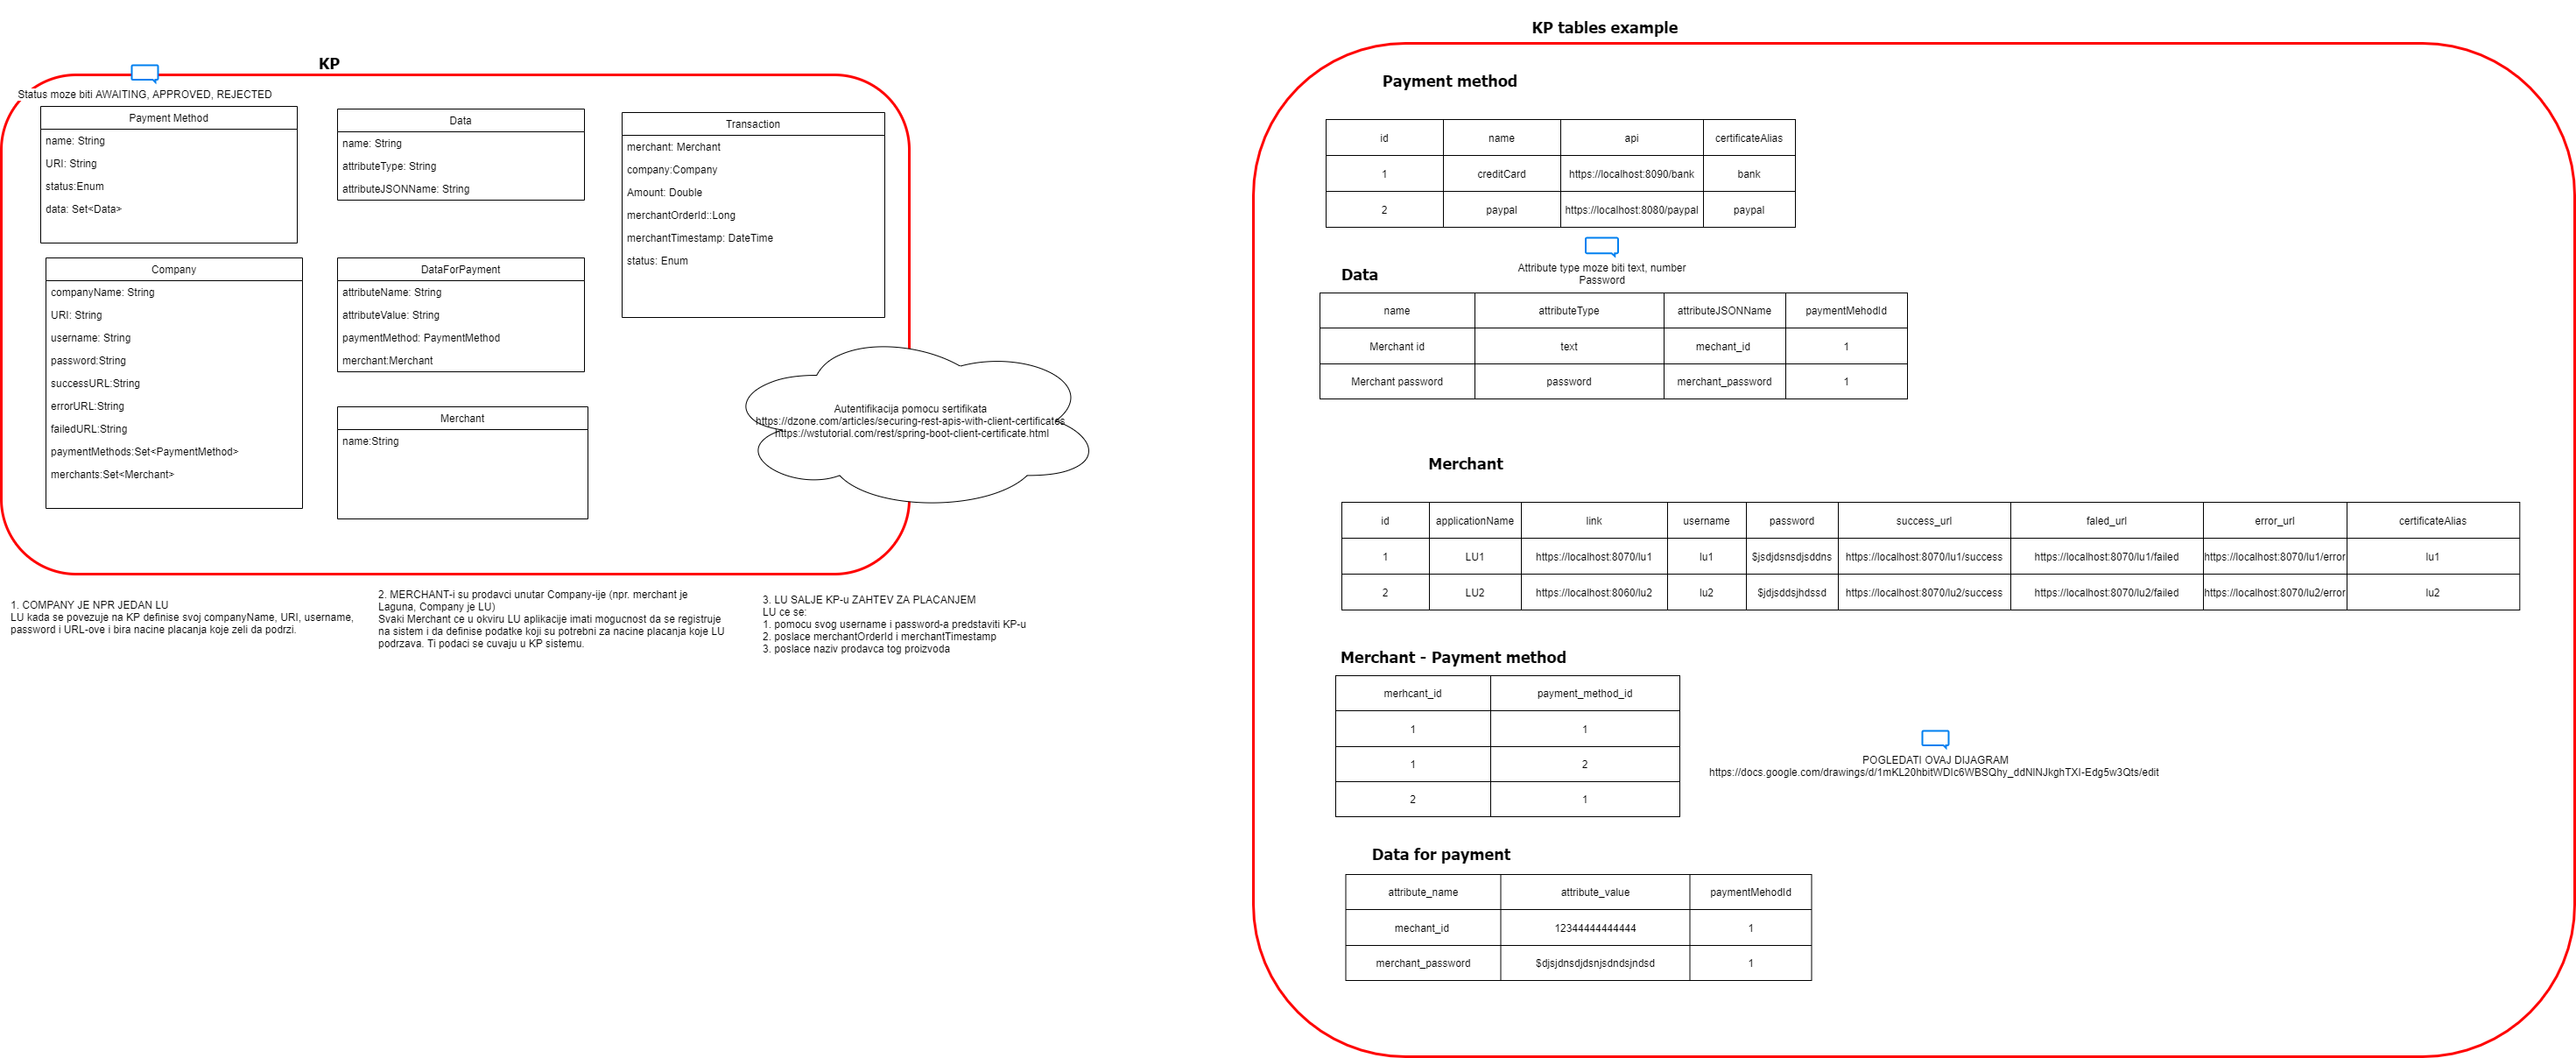 KP
Status moze biti AWAITING, APPROVED, REJECTED
Payment Method
name: String
URI: String
status:Enum
data: Set<Data>
Data
name: String
attributeType: String
attributeJSONName: String
Transaction
merchant: Merchant
company:Company
Amount: Double
merchantOrderId::Long
merchantTimestamp: DateTime
status: Enum
Company
companyName: String
URI: String
username: String
password:String
successURL:String
errorURL:String
failedURL:String
paymentMethods:Set<PaymentMethod>
merchants:Set<Merchant>
DataForPayment
attributeName: String
attributeValue: String
paymentMethod: PaymentMethod
merchant:Merchant
Merchant
name:String
Autentifikacija pomocu sertifikata
https://dzone.com/articles/securing-rest-apis-with-client-certificates
https://wstutorial.com/rest/spring-boot-client-certificate.html
1. COMPANY JE NPR JEDAN LU
LU kada se povezuje na KP definise svoj companyName, URI, username,
password i URL-ove i bira nacine placanja koje zeli da podrzi.
2. MERCHANT-i su prodavci unutar Company-ije (npr. merchant je
Laguna, Company je LU)
Svaki Merchant ce u okviru LU aplikacije imati mogucnost da se registruje
na sistem i da definise podatke koji su potrebni za nacine placanja koje LU
podrzava. Ti podaci se cuvaju u KP sistemu.
3. LU SALJE KP-u ZAHTEV ZA PLACANJEM
LU ce se:
1. pomocu svog username i password-a predstaviti KP-u
2. poslace merchantOrderId i merchantTimestamp
3. poslace naziv prodavca tog proizvoda
KP tables example
Payment method
id name api certificateAlias
1 creditCard https://localhost:8090/bank bank
2 paypal https://localhost:8080/paypal paypal
Attribute type moze biti text, number
Password
Data
name attributeType attributeJSONName paymentMehodId
Merchant id text mechant_id 1
Merchant password password merchant_password 1
Merchant
id applicationName link username password success_url faled_url error_url certificateAlias
1 LU1 https://localhost:8070/lu1 lu1 $jsdjdsnsdjsddns https://localhost:8070/lu1/success https://localhost:8070/lu1/failed https://localhost:8070/lu1/error lu1
2 LU2 https://localhost:8060/lu2 lu2 $jdjsddsjhdssd https://localhost:8070/lu2/success https://localhost:8070/lu2/failed https://localhost:8070/lu2/error lu2
Merchant - Payment method
merhcant_id payment_method_id
1 1
1 2
2 1
POGLEDATI OVAJ DIJAGRAM
https://docs.google.com/drawings/d/1mKL20hbitWDIc6WBSQhy_ddNINJkghTXI-Edg5w3Qts/edit
Data for payment
attribute_name attribute_value paymentMehodId
mechant_id 12344444444444 1
merchant_password $djsjdnsdjdsnjsdndsjndsd 1